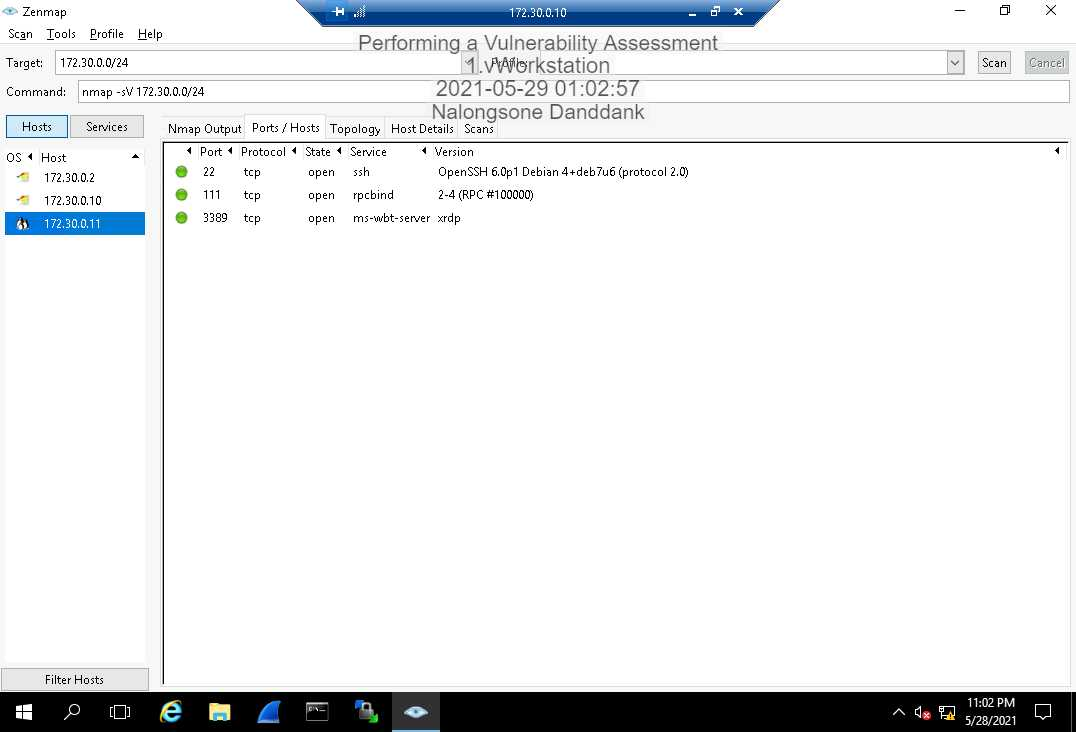 Zenmap
172.30.0.10
Scan Tools Profile Help
Performing a Vulnerability Assessment
Target: 172.30.0.0/24 Profile: Scan Cancel
1. vWorkstation
Command: nmap -sV 172.30.0.0/24
2021-05-29 01:02:57
Nalongsone Danddank
Hosts Services
Nmap Output Ports / Hosts Topology Host Details Scans
OS Host
Port Protocol State Service Version
172.30.0.2
172.30.0.10
172.30.0.11
22 tcp open ssh OpenSSH 6.0p1 Debian 4+deb7u6 (protocol 2.0)
111 tcp open rpcbind 2-4 (RPC #100000)
3389 tcp open ms-wbt-server xrdp
Filter Hosts
11:02 PM
5/28/2021